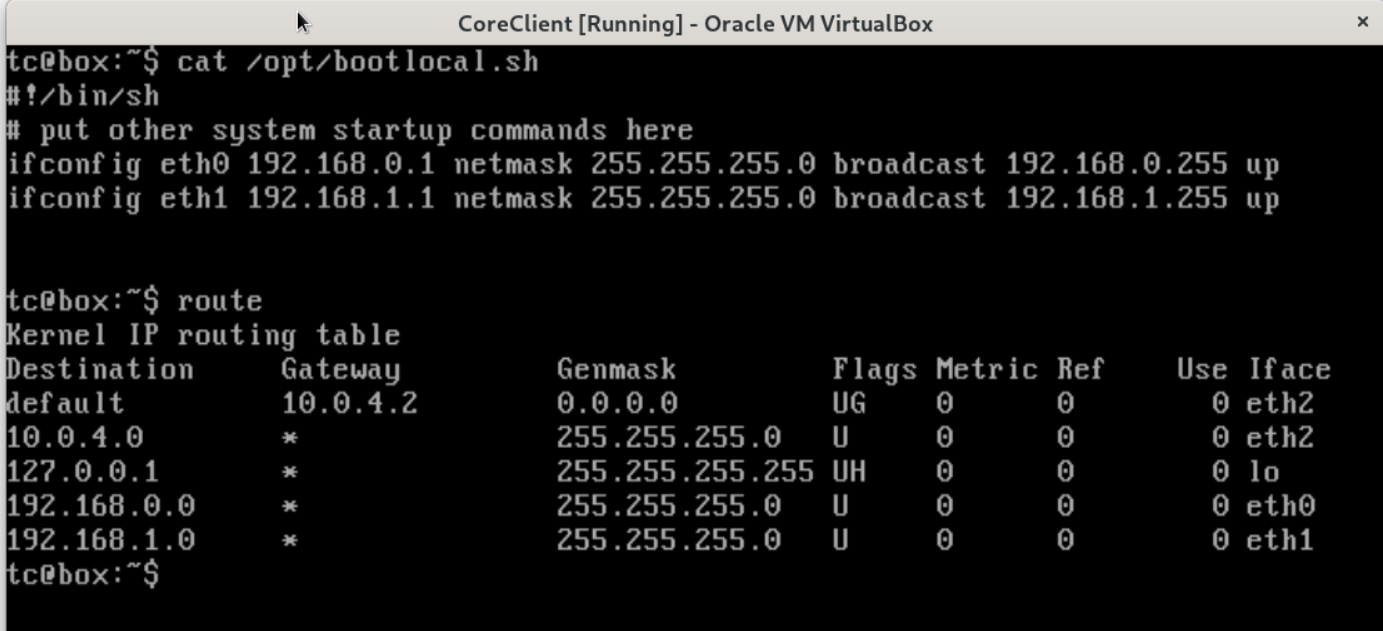 CoreClient [Running] - Oracle VM VirtualBox
×
tc@box:~$ cat /opt/bootlocal.sh
#!/bin/sh
# put other system startup commands here
ifconfig eth0 192.168.0.1 netmask 255.255.255.0 broadcast 192.168.0.255 up
ifconfig eth1 192.168.1.1 netmask 255.255.255.0 broadcast 192.168.1.255 up
tc@box:~$ route
Kernel IP routing table
Destination     Gateway         Genmask         Flags Metric Ref    Use Iface
default         10.0.4.2        0.0.0.0         UG    0      0        0 eth2
10.0.4.0        *               255.255.255.0   U     0      0        0 eth2
127.0.0.1       *               255.255.255.255 UH    0      0        0 lo
192.168.0.0     *               255.255.255.0   U     0      0        0 eth0
192.168.1.0     *               255.255.255.0   U     0      0        0 eth1
tc@box:~$